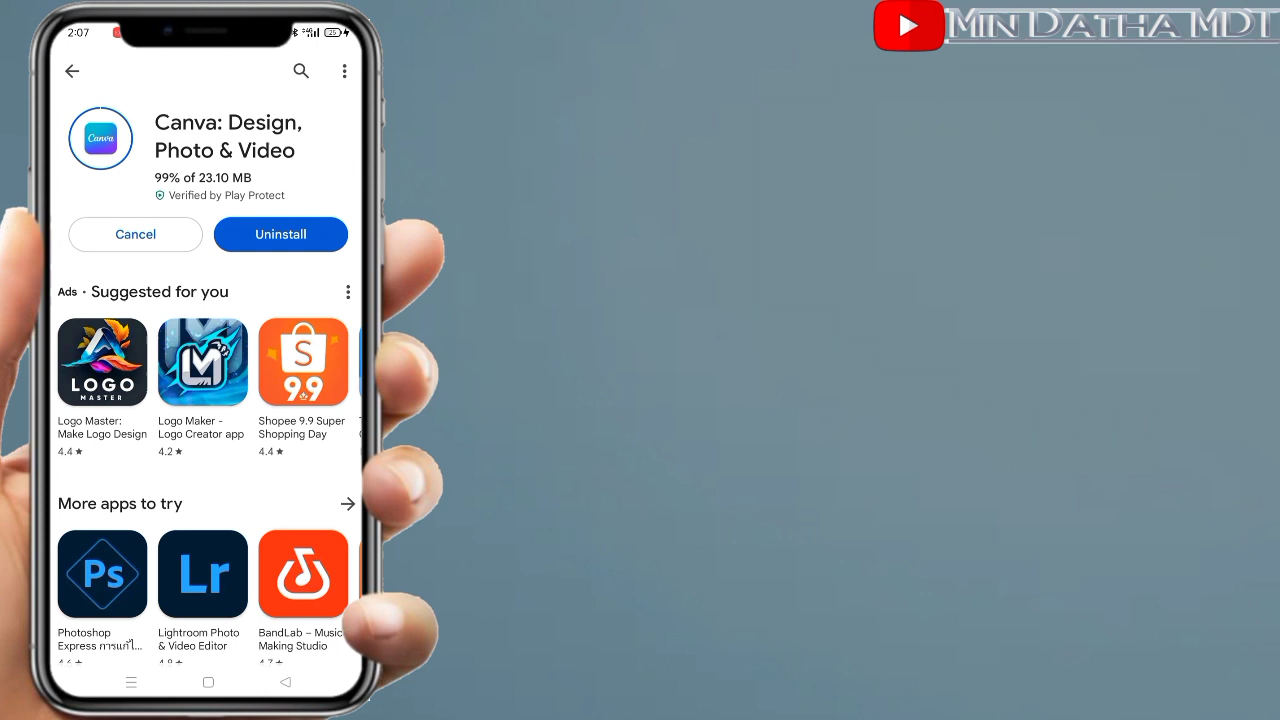 MIN DATHA MDT
2:07
25
Canva
Canva: Design,
Photo & Video
99% of 23.10 MB
Verified by Play Protect
Cancel
Uninstall
Ads • Suggested for you
LOGO
MASTER
S
9.9
Logo Master:
Make Logo Design
4.4 ★
Logo Maker -
Logo Creator app
4.2 ★
Shopee 9.9 Super
Shopping Day
4.4 ★
More apps to try
Ps
Lr
Photoshop
Express การแก้ไ...
Lightroom Photo
& Video Editor
BandLab – Music
Making Studio